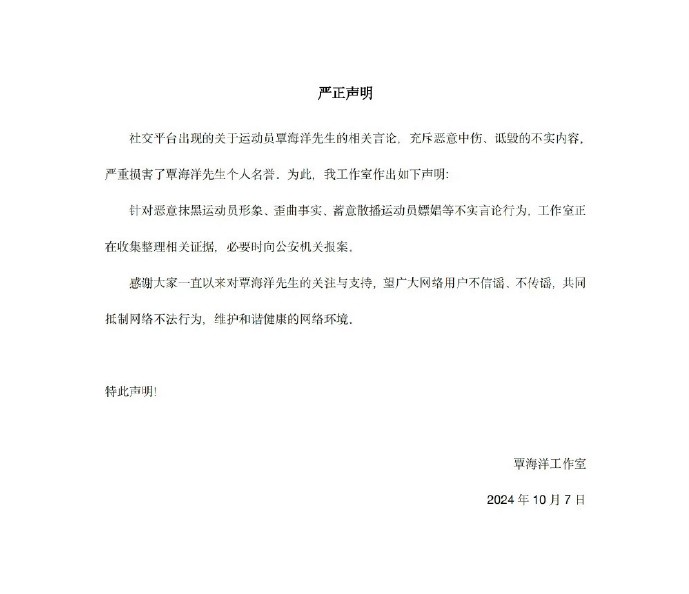 严正声明
社交平台出现的关于运动员覃海洋先生的相关言论，充斥恶意中伤、诋毁的不实内容，
严重损害了覃海洋先生个人名誉。为此，我工作室作出如下声明：
针对恶意抹黑运动员形象、歪曲事实、蓄意散播运动员嫖娼等不实言论行为，工作室正
在收集整理相关证据，必要时向公安机关报案。
感谢大家一直以来对覃海洋先生的关注与支持，望广大网络用户不信谣、不传谣，共同
抵制网络不法行为，维护和谐健康的网络环境。
特此声明！
覃海洋工作室
2024 年 10 月 7 日